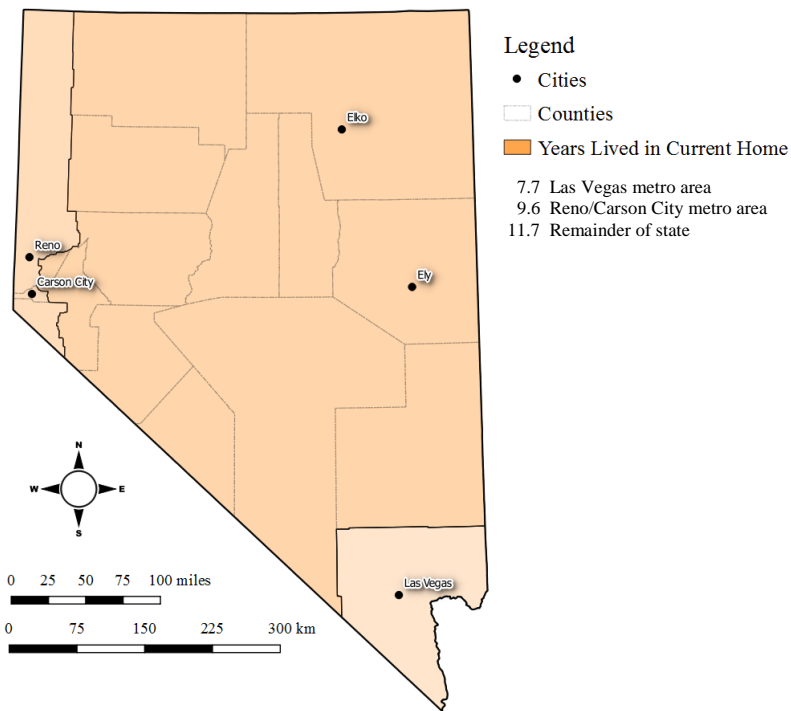 Legend
Cities
Counties
Years Lived in Current Home
7.7 Las Vegas metro area
9.6 Reno/Carson City metro area
11.7 Remainder of state
Elko
Reno
Carson City
Ely
Las Vegas
N
W E
S
0 25 50 75 100 miles
0 75 150 225 300 km